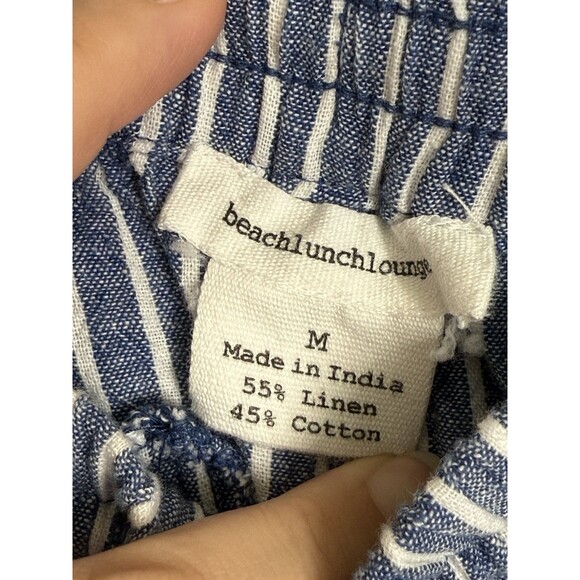 beachlunchlounge
M
Made in India
55% Linen
45% Cotton